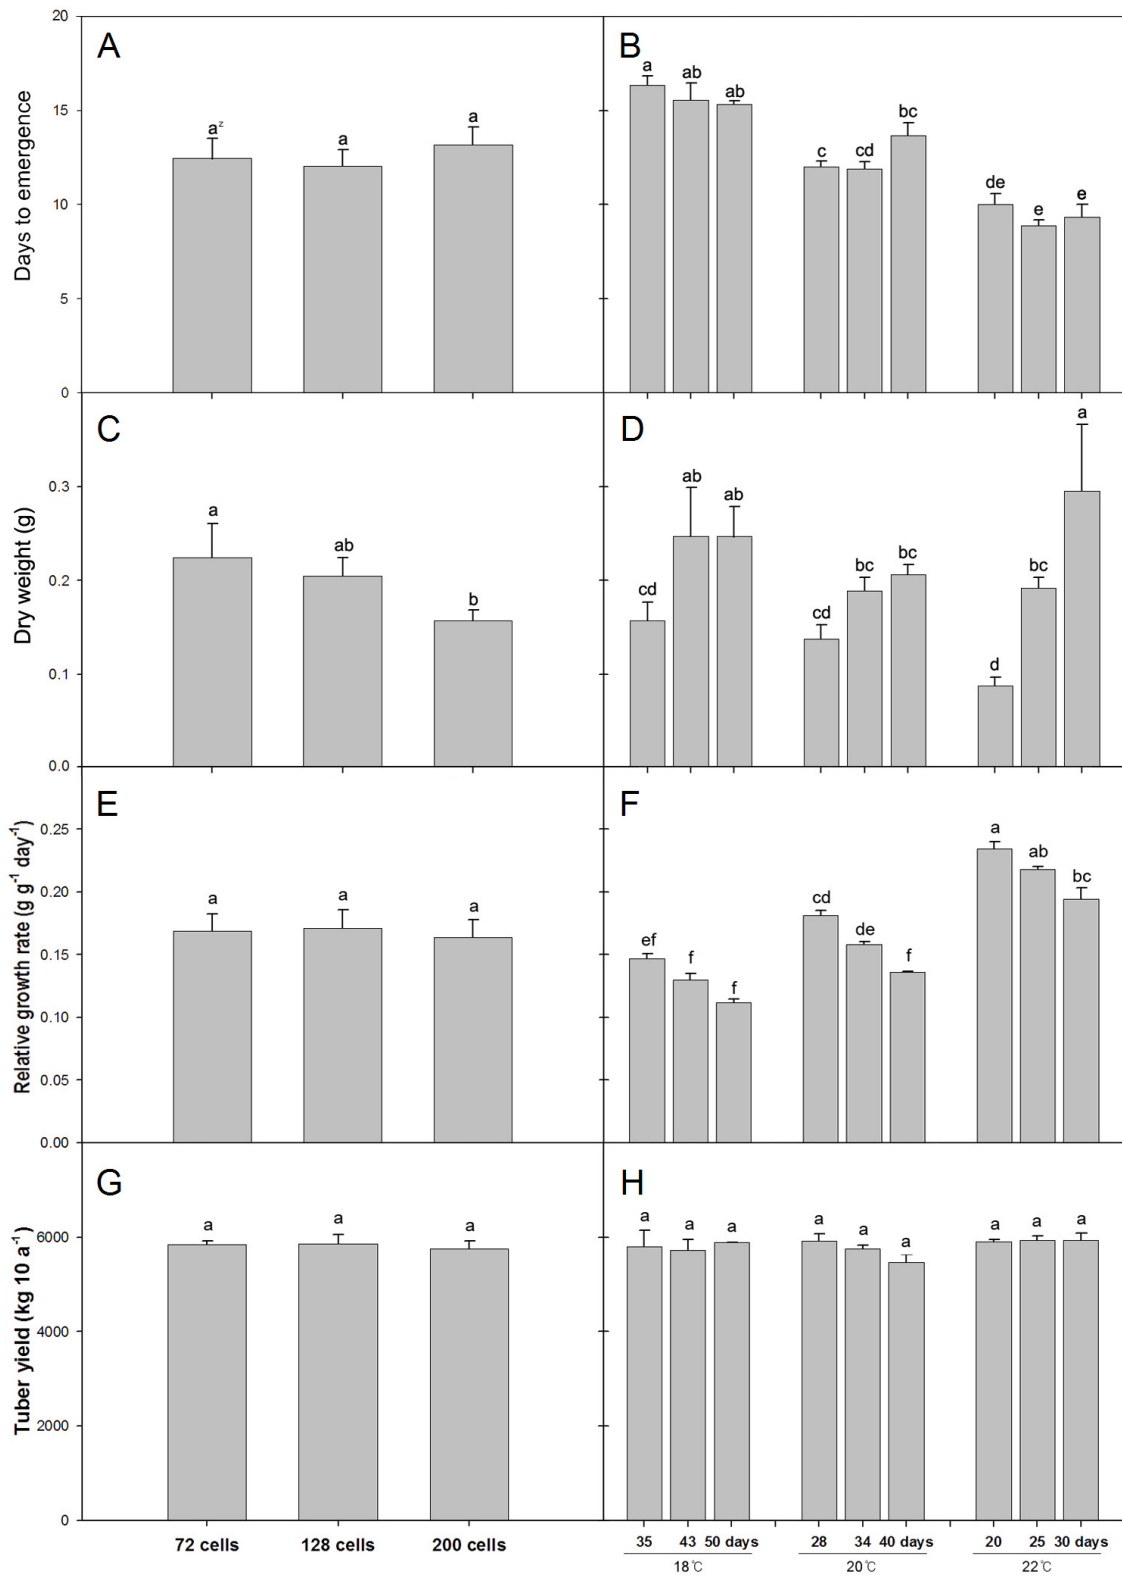 A
Days to emergence
20
15
10
5
0
a^z
a
a
B
a
ab
ab
c
cd
bc
de
e
e
C
Dry weight (g)
0.3
0.2
0.1
0.0
a
ab
b
D
cd
ab
ab
cd
bc
bc
d
bc
a
E
Relative growth rate (g g⁻¹ day⁻¹)
0.25
0.20
0.15
0.10
0.05
0.00
a
a
a
F
ef
f
f
cd
de
f
a
ab
bc
G
Tuber yield (kg 10 a⁻¹)
6000
4000
2000
0
a
a
a
H
a
a
a
a
a
a
a
a
a
72 cells 128 cells 200 cells
35 43 50 days 28 34 40 days 20 25 30 days
18℃ 20℃ 22℃